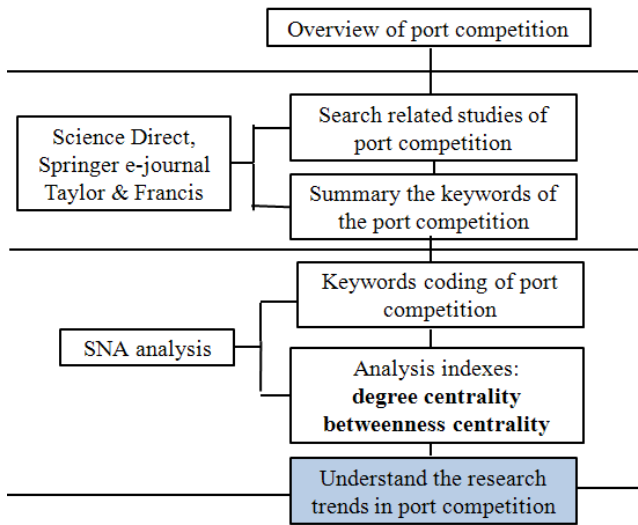 Overview of port competition
Search related studies of
port competition
Science Direct,
Springer e-journal
Taylor & Francis
Summary the keywords of
the port competition
Keywords coding of port
competition
SNA analysis
Analysis indexes:
degree centrality
betweenness centrality
Understand the research
trends in port competition